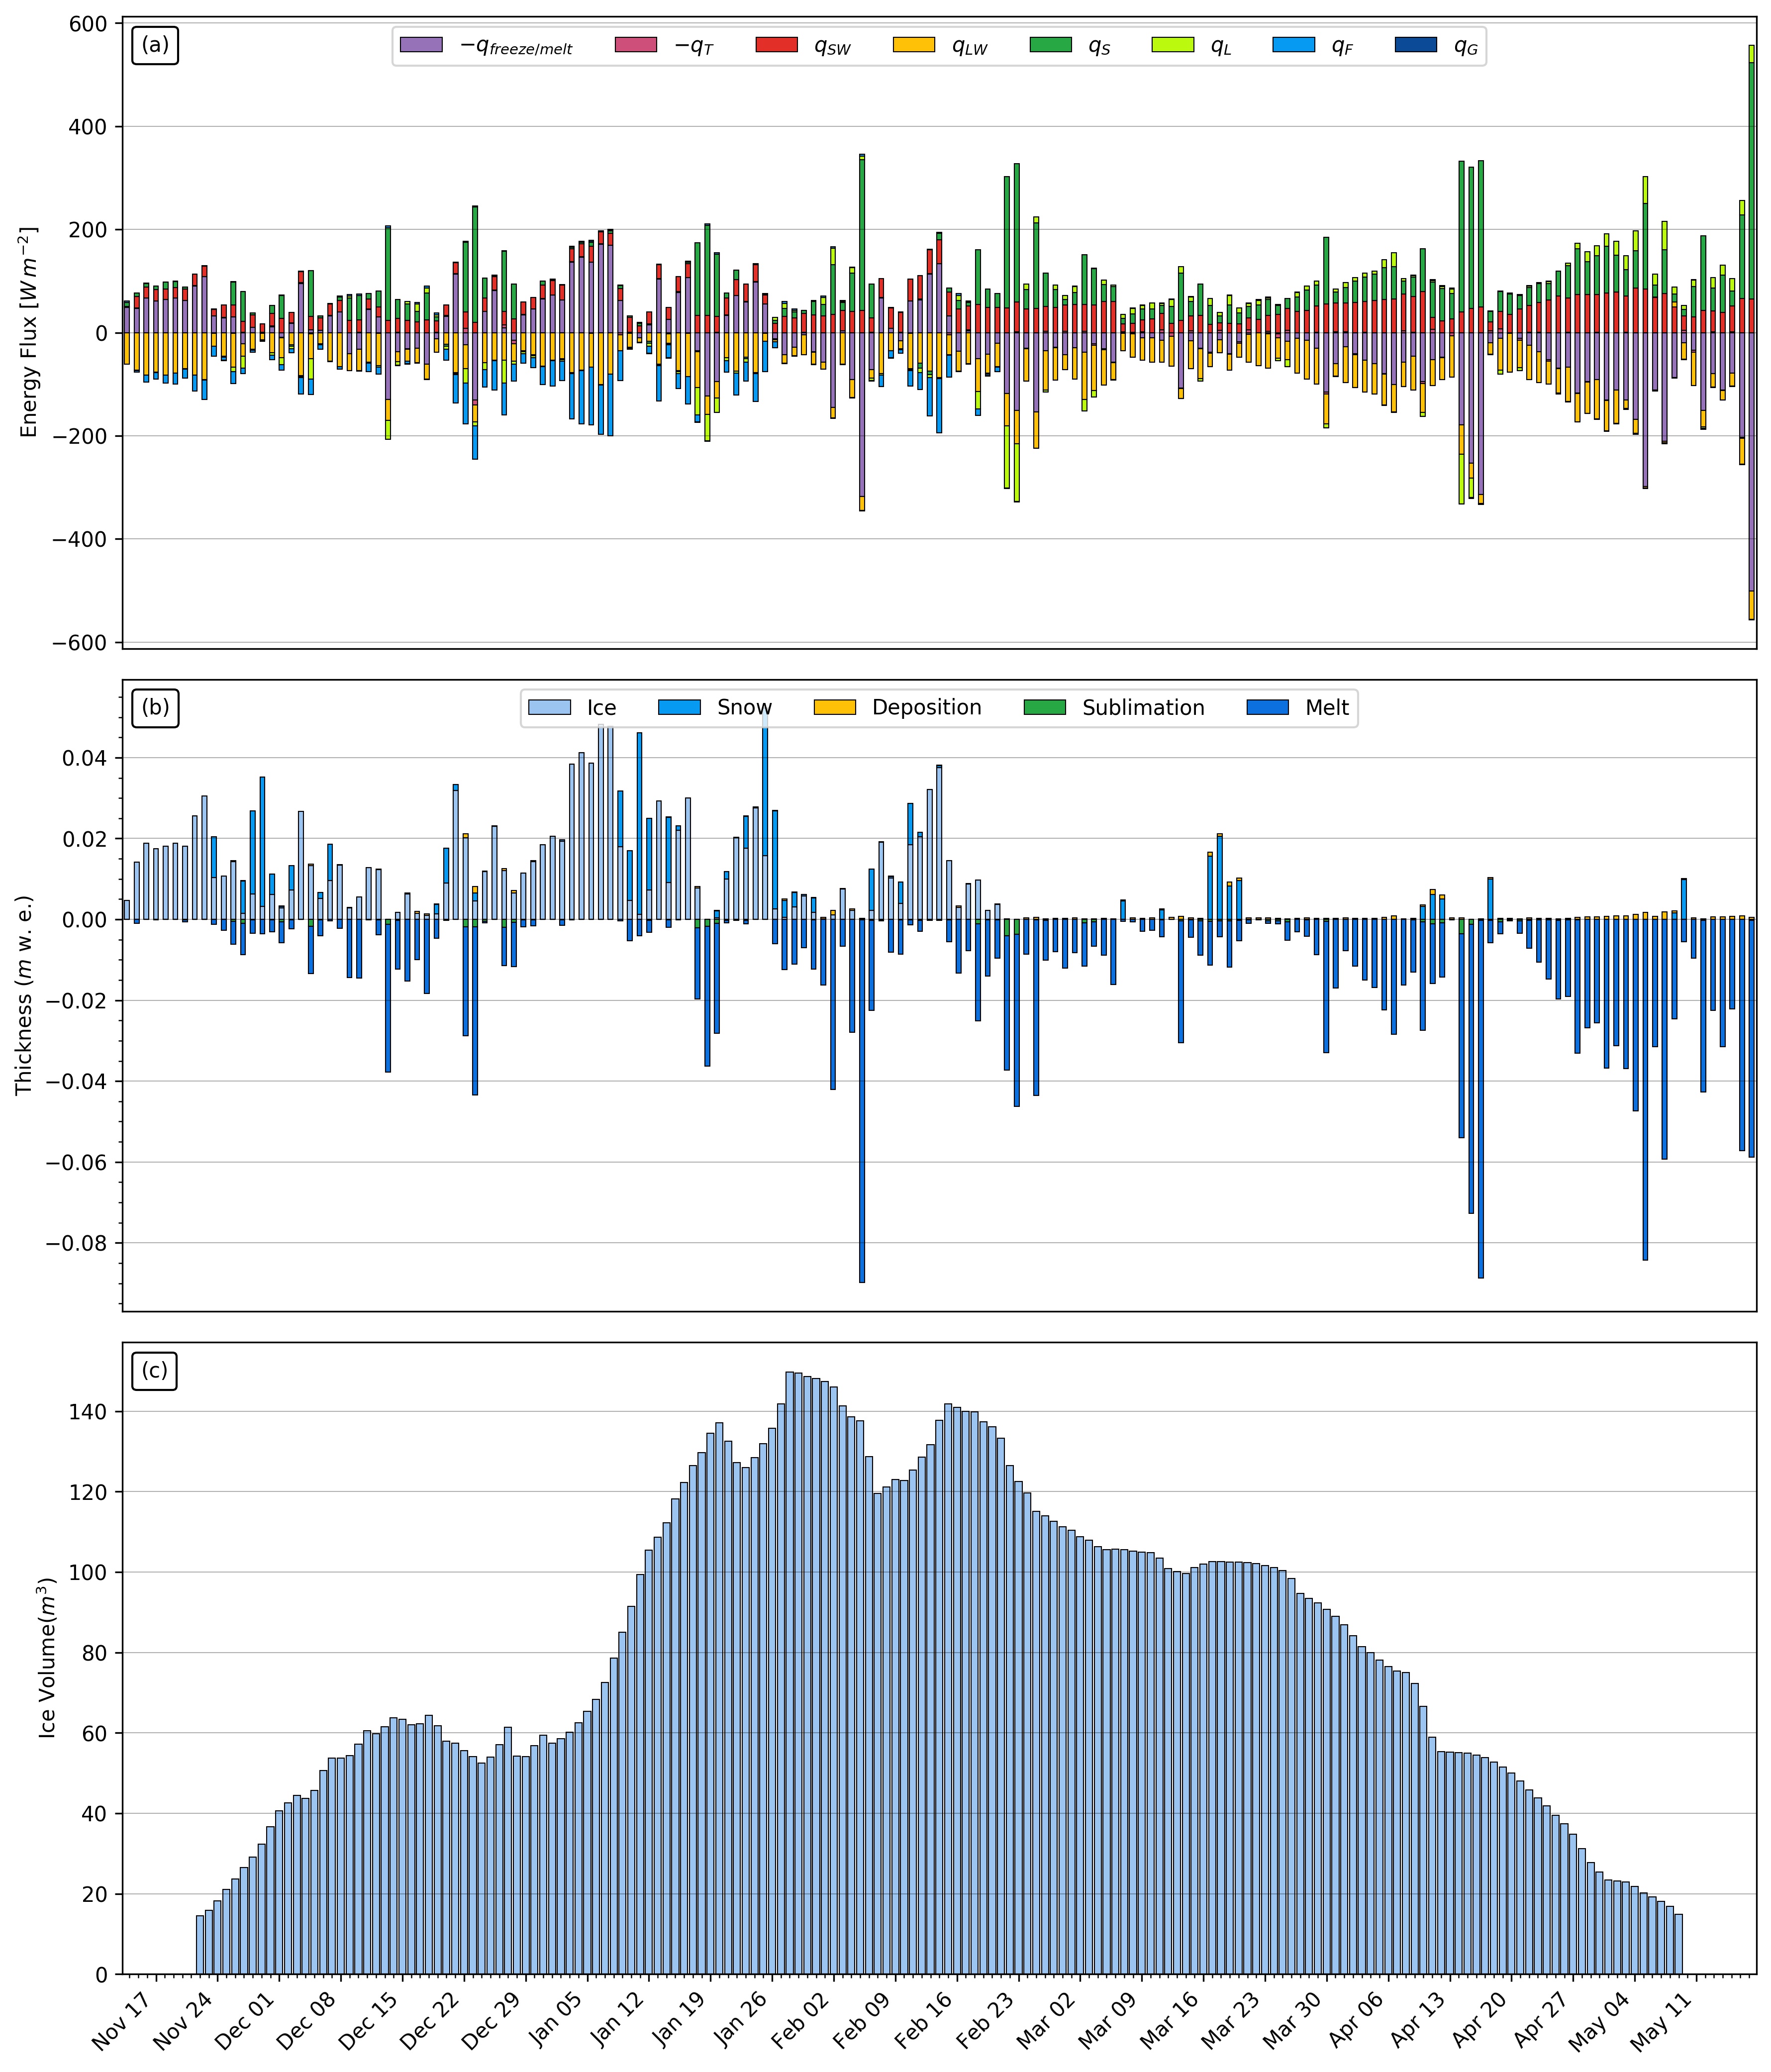 (a)
−q_freeze/melt −q_T q_SW q_LW q_S q_L q_F q_G
Energy Flux [W m⁻²]
600
400
200
0
−200
−400
−600
(b)
Ice Snow Deposition Sublimation Melt
Thickness (m w. e.)
0.04
0.02
0.00
−0.02
−0.04
−0.06
−0.08
(c)
Ice Volume(m³)
140
120
100
80
60
40
20
0
Nov 17 Nov 24 Dec 01 Dec 08 Dec 15 Dec 22 Dec 29 Jan 05 Jan 12 Jan 19 Jan 26 Feb 02 Feb 09 Feb 16 Feb 23 Mar 02 Mar 09 Mar 16 Mar 23 Mar 30 Apr 06 Apr 13 Apr 20 Apr 27 May 04 May 11